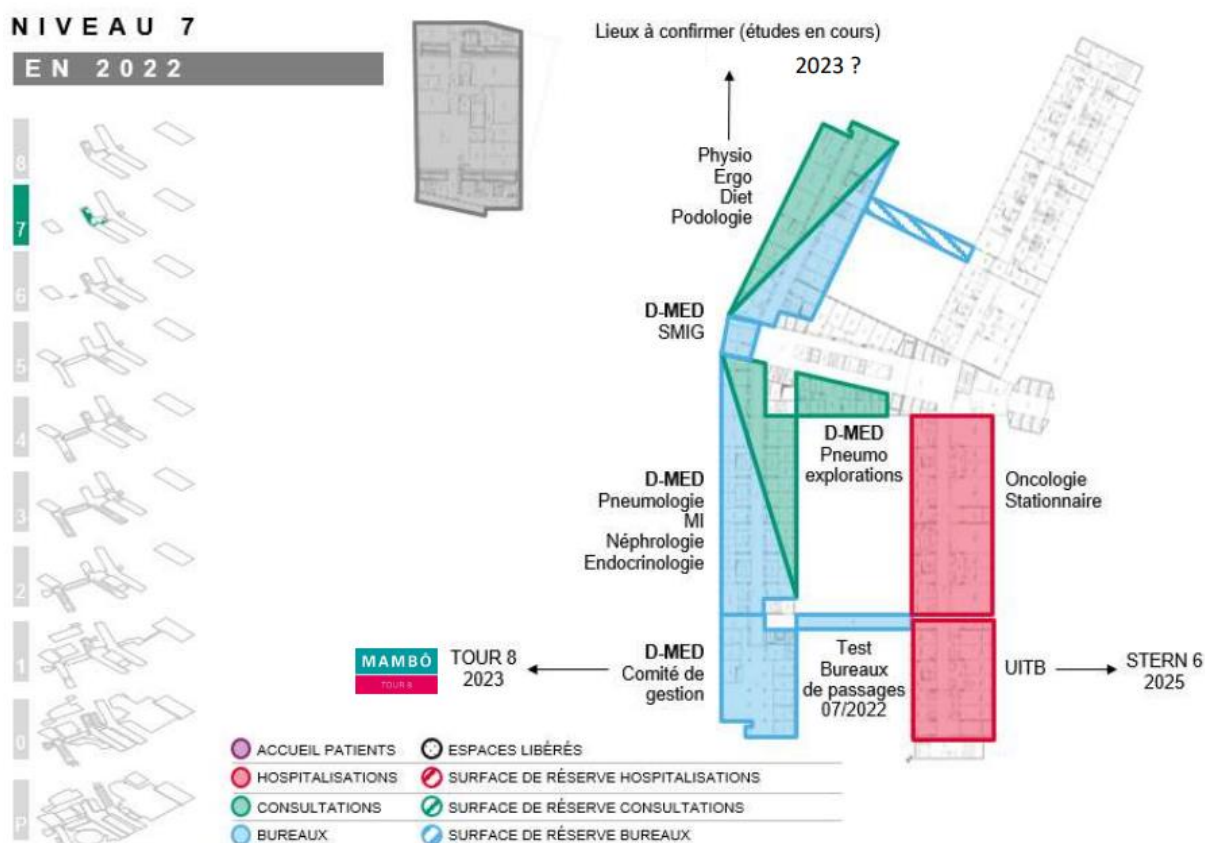 NIVEAU 7
EN 2022
Lieux à confirmer (études en cours)
2023 ?
Physio
Ergo
Diet
Podologie
D-MED
SMIG
D-MED
Pneumo
explorations
D-MED
Pneumologie
MI
Néphrologie
Endocrinologie
Oncologie
Stationnaire
MAMBÔ
TOUR 8
TOUR 8
2023
D-MED
Comité de
gestion
Test
Bureaux
de passages
07/2022
UITB
STERN 6
2025
8
7
6
5
4
3
2
1
0
P
ACCUEIL PATIENTS
ESPACES LIBÉRÉS
HOSPITALISATIONS
SURFACE DE RÉSERVE HOSPITALISATIONS
CONSULTATIONS
SURFACE DE RÉSERVE CONSULTATIONS
BUREAUX
SURFACE DE RÉSERVE BUREAUX